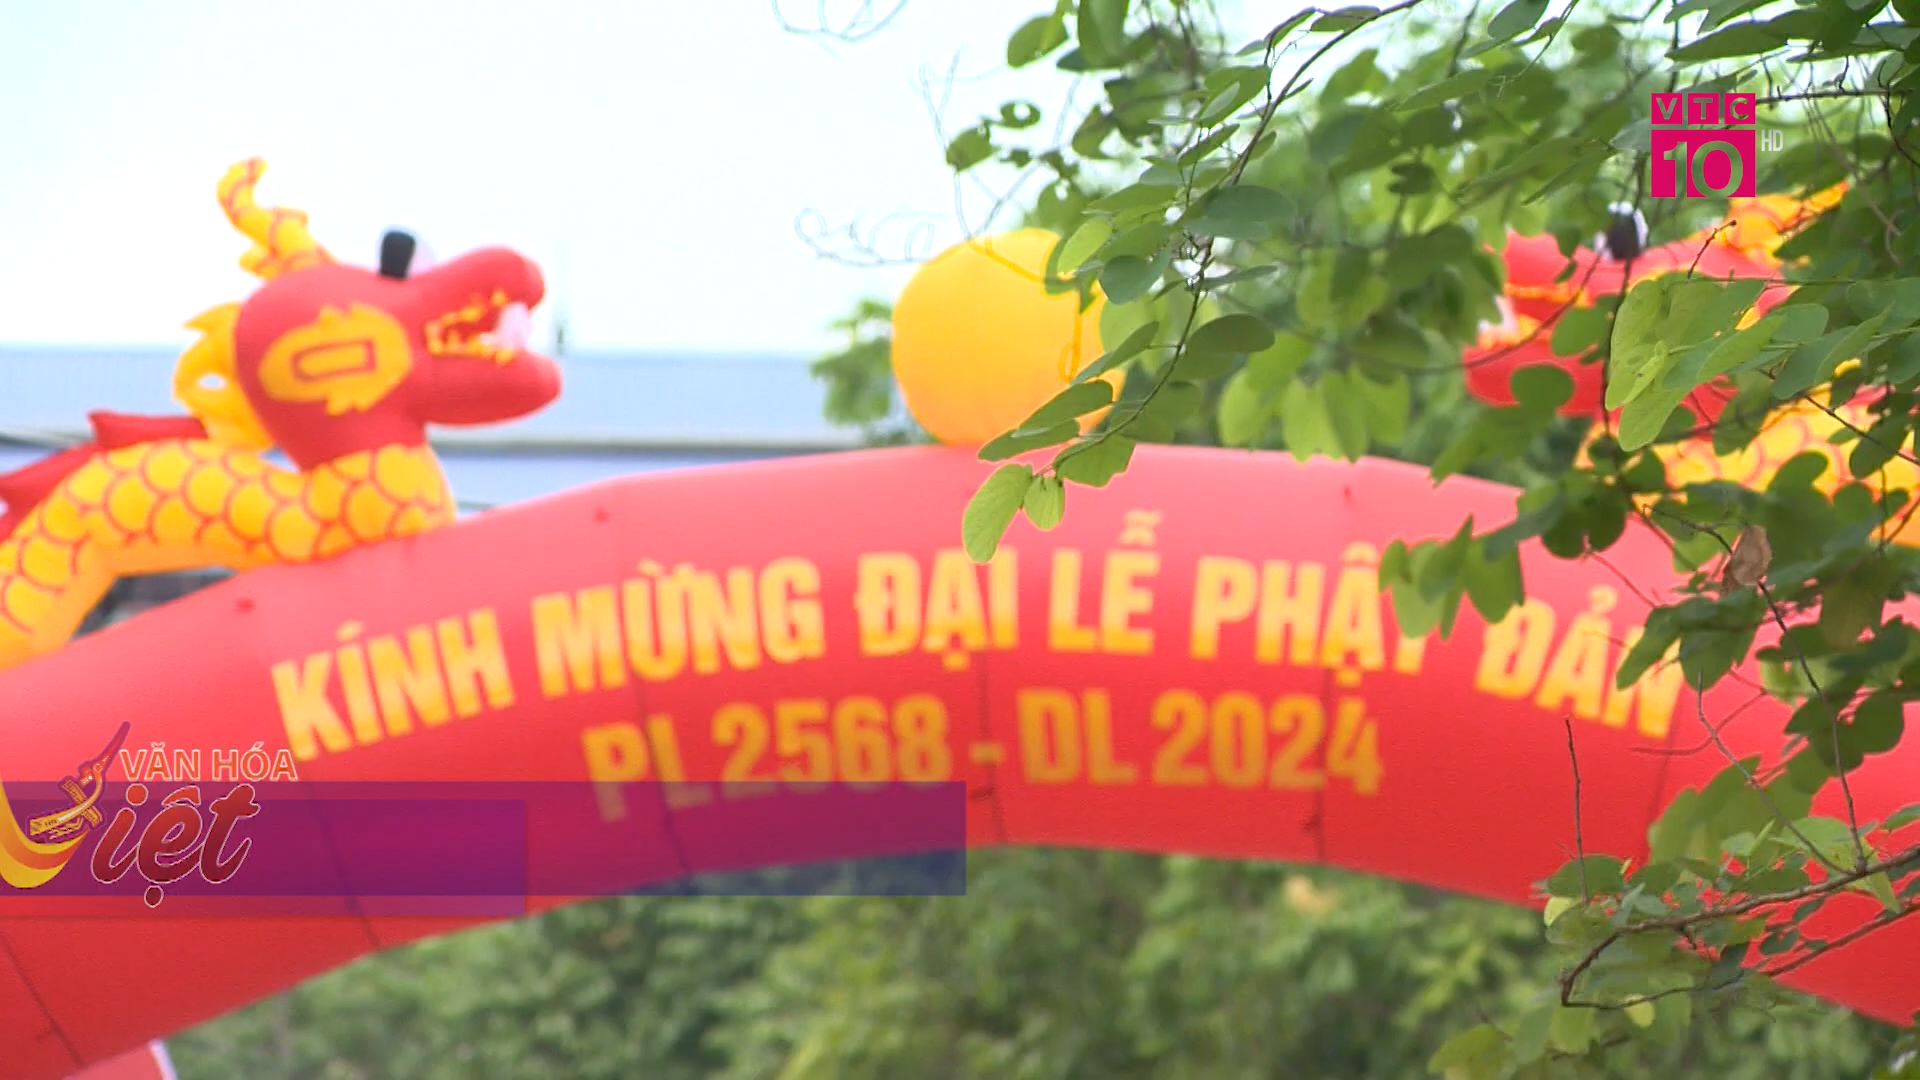 VTC
10 HD
KÍNH MỪNG ĐẠI LỄ PHẬT ĐẢN
PL 2568 - DL 2024
VĂN HÓA
Việt